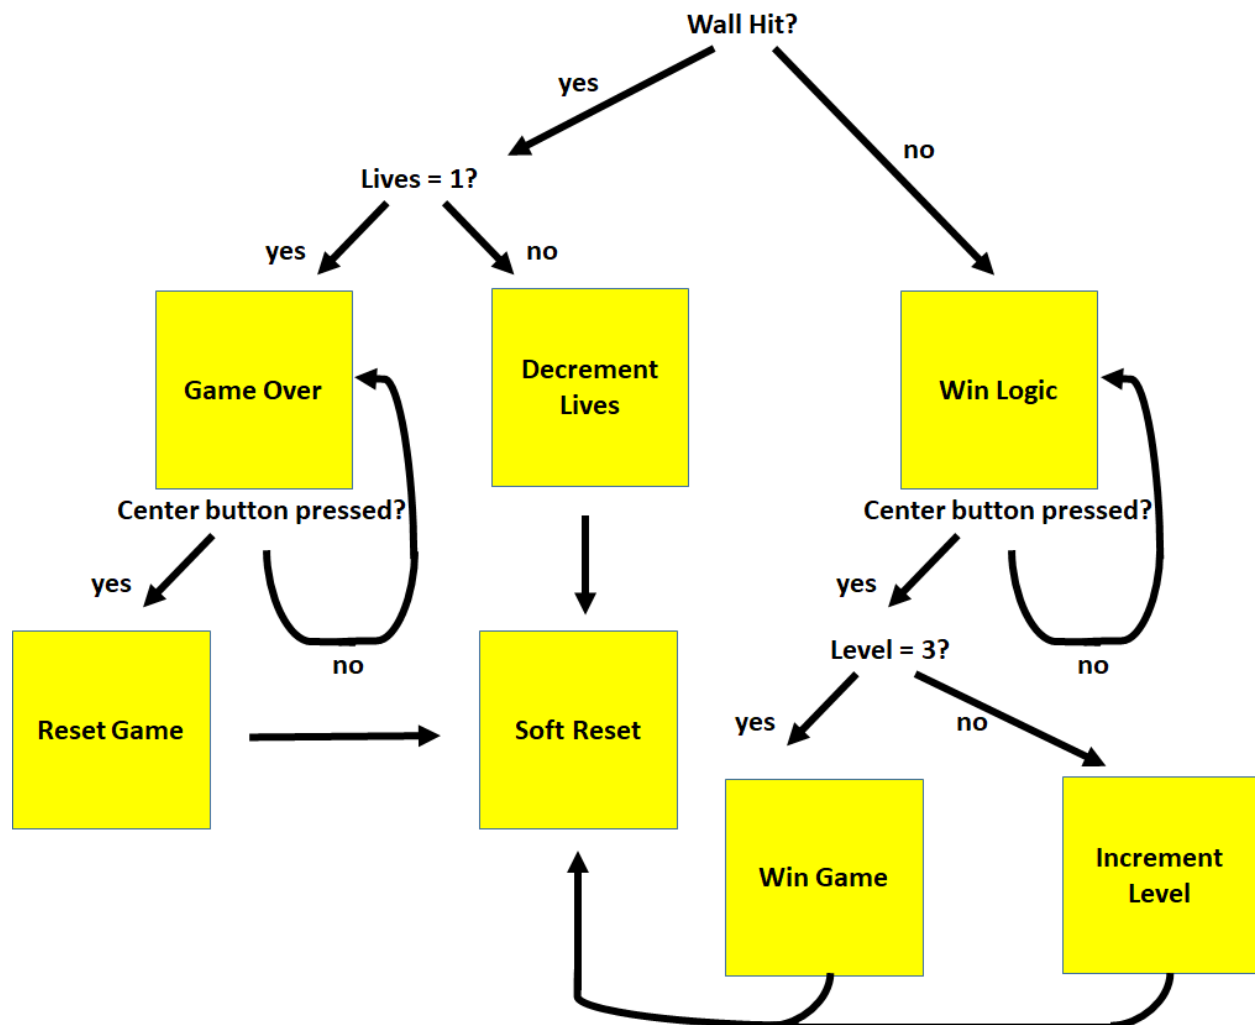 Wall Hit?
yes
no
Lives = 1?
yes
no
Game Over
Decrement
Lives
Win Logic
Center button pressed?
Center button pressed?
yes
no
yes
no
Level = 3?
Reset Game
Soft Reset
yes
no
Win Game
Increment
Level